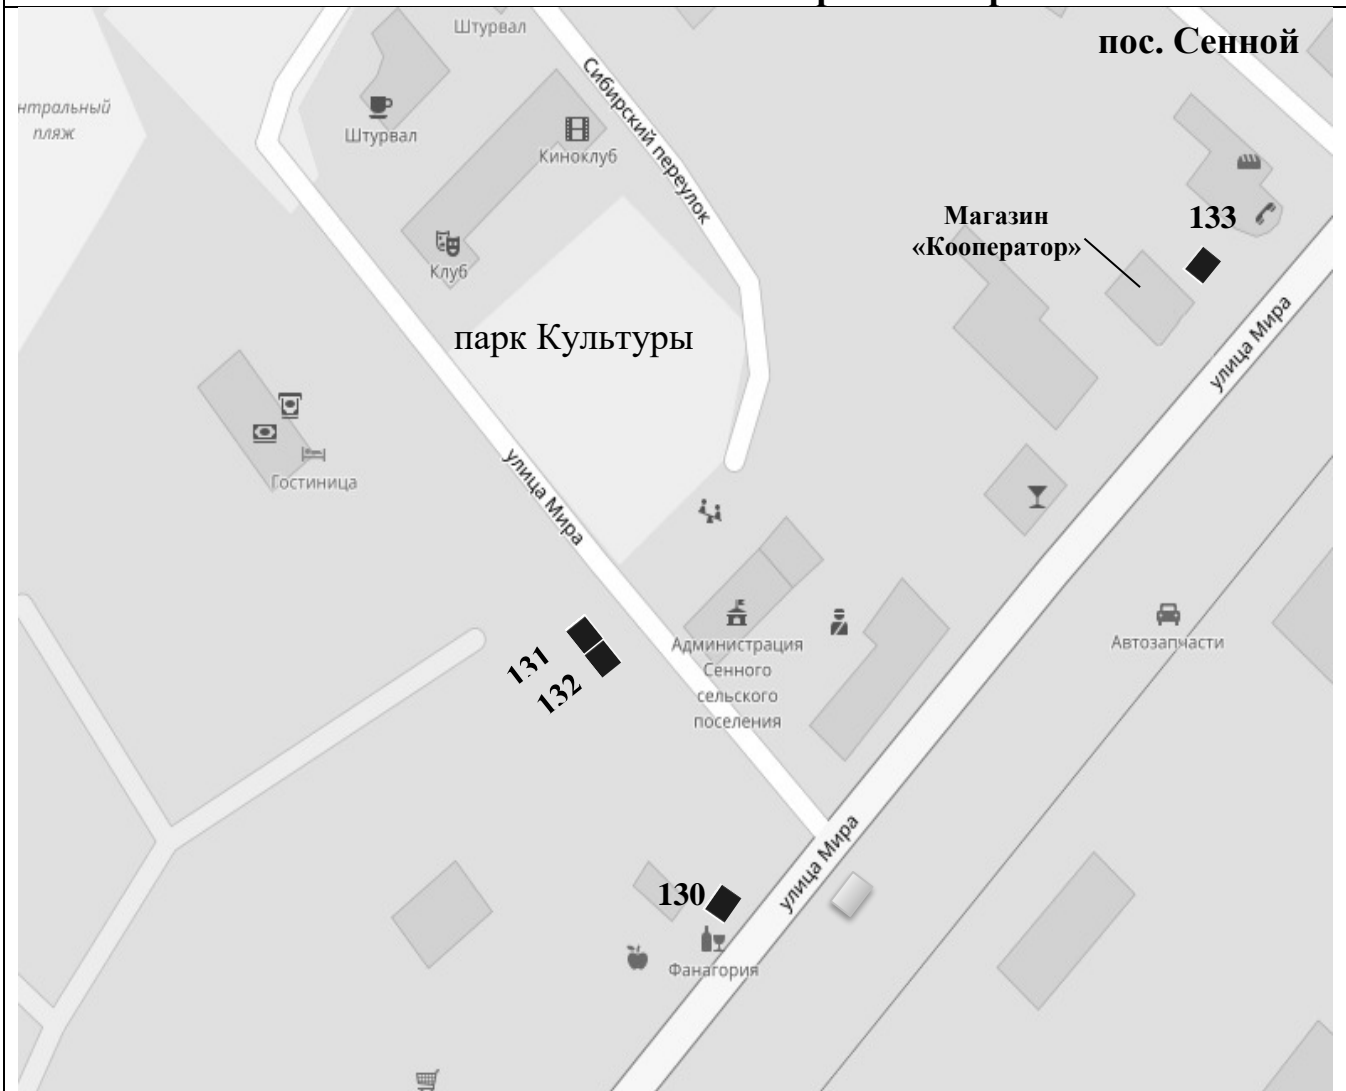 Штурвал
пос. Сенной
Сибирский переулок
нтральный
пляж
Штурвал
Киноклуб
Магазин
«Кооператор»
133
Клуб
парк Культуры
улица Мира
Гостиница
улица Мира
Администрация
Сенного
сельского
поселения
Автозапчасти
131
132
улица Мира
130
Фанагория